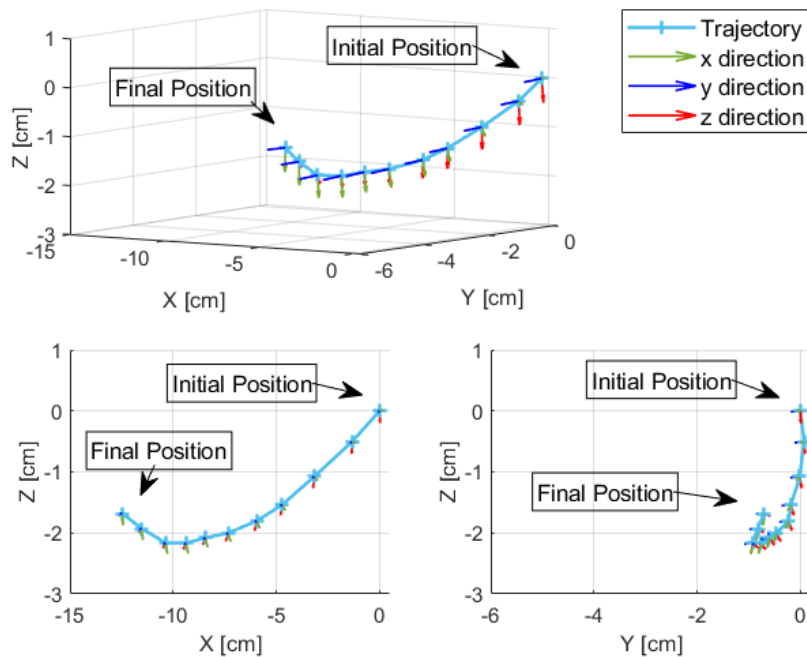 Initial Position
Final Position
1
0
-1
-2
-3
Z [cm]
-15
-10
-5
0
X [cm]
-6
-4
-2
0
Y [cm]
Trajectory
x direction
y direction
z direction
1
0
-1
-2
-3
Z [cm]
Initial Position
Final Position
-15
-10
-5
0
X [cm]
1
0
-1
-2
-3
Z [cm]
Initial Position
Final Position
-6
-4
-2
0
Y [cm]